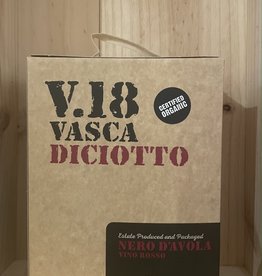 V.18
CERTIFIED
ORGANIC
VASCA
DICIOTTO
Estate Produced and Packaged
NERO D'AVOLA
VINO ROSSO